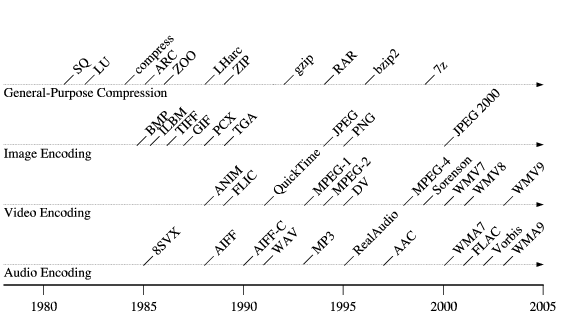 SQ LU compress ARC ZOO LHarc ZIP gzip RAR bzip2 7z
General-Purpose Compression
BMP ILBM TIFF GIF PCX TGA JPEG PNG JPEG 2000
Image Encoding
ANIM FLIC QuickTime MPEG-1 MPEG-2 DV MPEG-4 Sorenson WMV7 WMV8 WMV9
Video Encoding
8SVX AIFF AIFF-C WAV MP3 RealAudio AAC WMA7 FLAC Vorbis WMA9
Audio Encoding
1980 1985 1990 1995 2000 2005